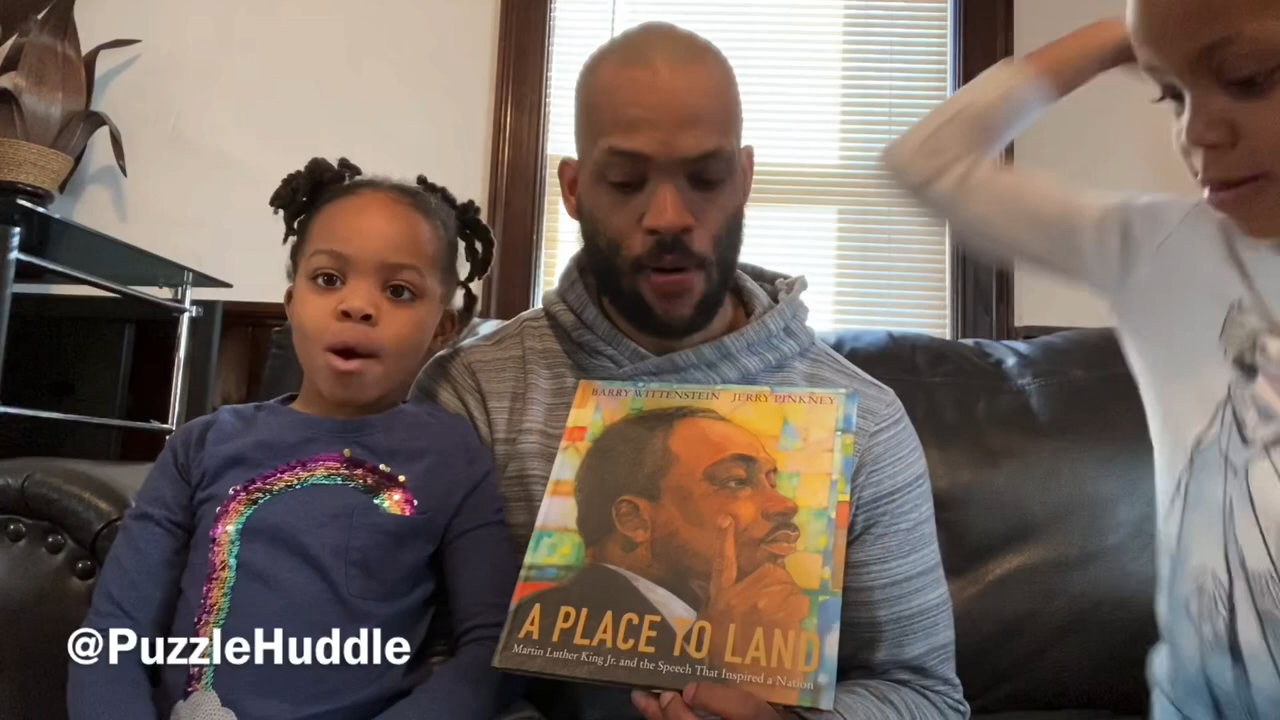 BARRY WITTENSTEIN JERRY PINKNEY
A PLACE TO LAND
Martin Luther King Jr. and the Speech That Inspired a Nation
@PuzzleHuddle